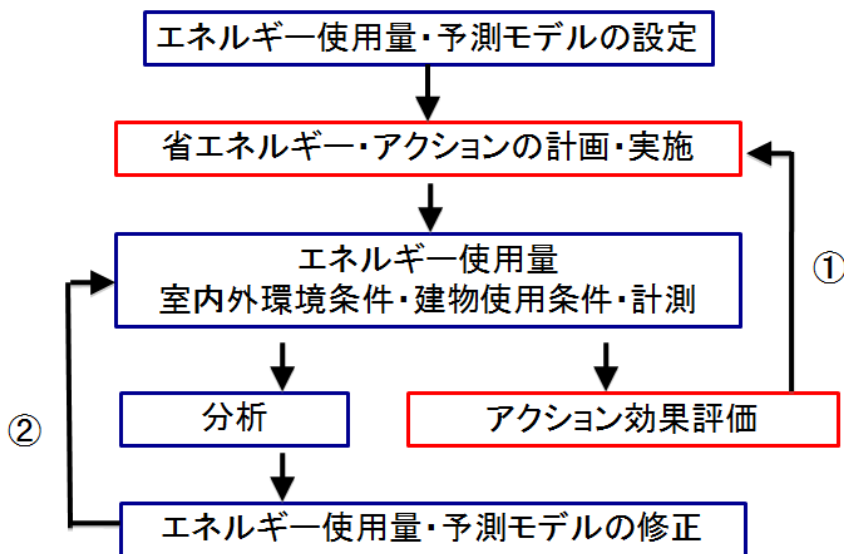 エネルギー使用量・予測モデルの設定
省エネルギー・アクションの計画・実施
エネルギー使用量
室内外環境条件・建物使用条件・計測
①
分析
アクション効果評価
②
エネルギー使用量・予測モデルの修正